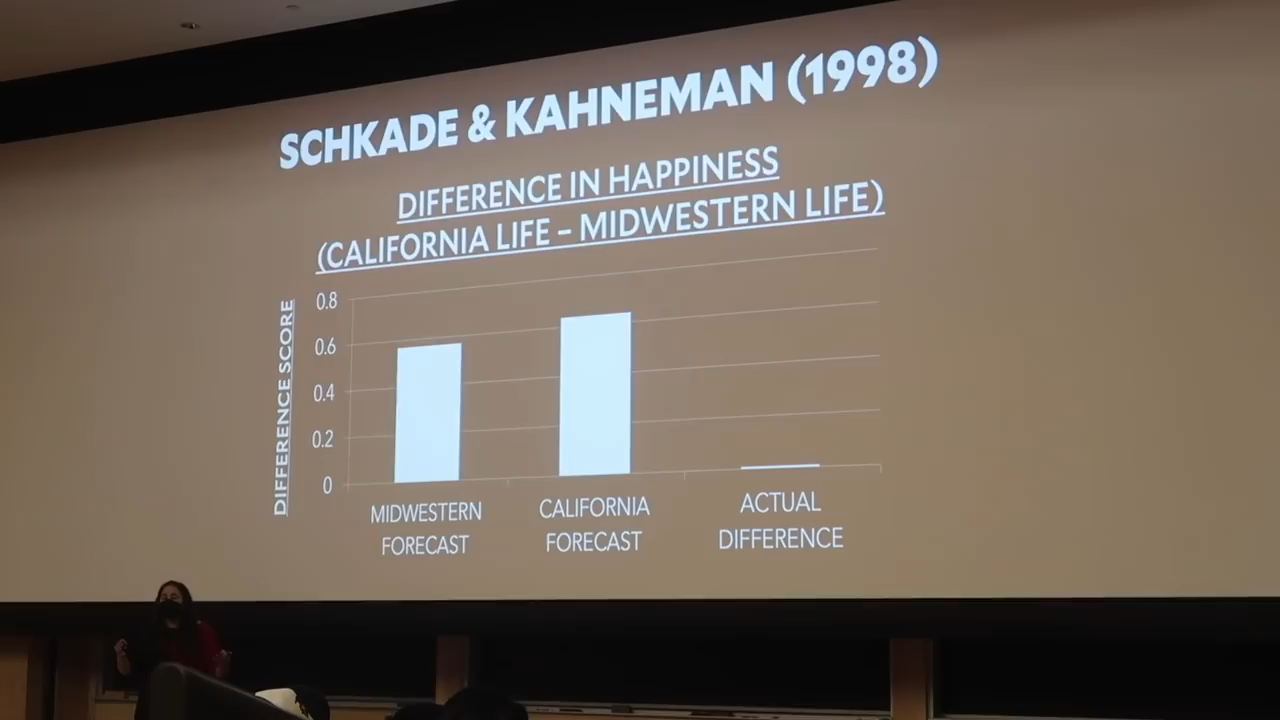 SCHKADE & KAHNEMAN (1998)
DIFFERENCE IN HAPPINESS
(CALIFORNIA LIFE – MIDWESTERN LIFE)
DIFFERENCE SCORE
0.8
0.6
0.4
0.2
0
MIDWESTERN
FORECAST
CALIFORNIA
FORECAST
ACTUAL
DIFFERENCE